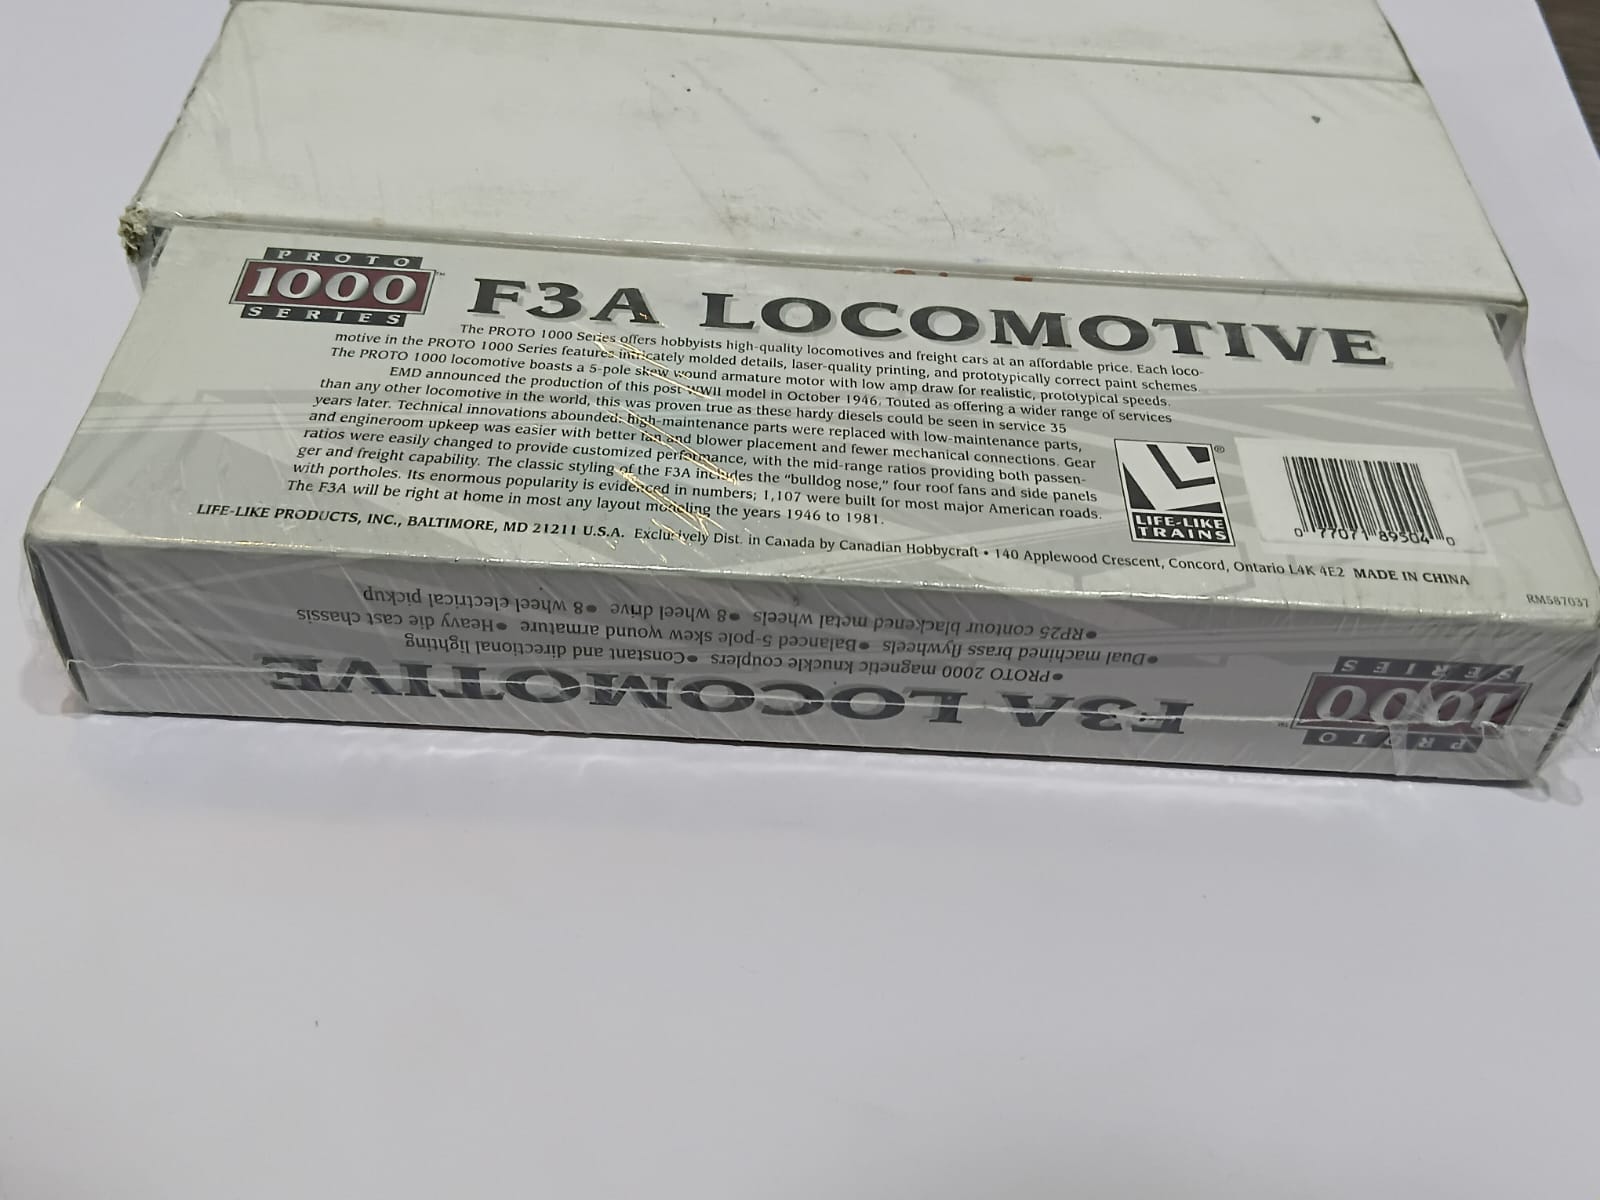 PROTO
1000™
SERIES
F3A LOCOMOTIVE
The PROTO 1000 Series offers hobbyists high-quality locomotives and freight cars at an affordable price. Each loco-
motive in the PROTO 1000 Series features intricately molded details, laser-quality printing, and prototypically correct paint schemes.
The PROTO 1000 locomotive boasts a 5-pole skew wound armature motor with low amp draw for realistic, prototypical speeds.
EMD announced the production of this post WWII model in October 1946. Touted as offering a wider range of services
than any other locomotive in the world, this was proven true as these hardy diesels could be seen in service 35
years later. Technical innovations abounded: high-maintenance parts were replaced with low-maintenance parts,
and engineroom upkeep was easier with better fan and blower placement and fewer mechanical connections. Gear
ratios were easily changed to provide customized performance, with the mid-range ratios providing both passen-
ger and freight capability. The classic styling of the F3A includes the "bulldog nose," four roof fans and side panels
with portholes. Its enormous popularity is evidenced in numbers; 1,107 were built for most major American roads.
The F3A will be right at home in most any layout modeling the years 1946 to 1981.
LIFE-LIKE PRODUCTS, INC., BALTIMORE, MD 21211 U.S.A. Exclusively Dist. in Canada by Canadian Hobbycraft • 140 Applewood Crescent, Concord, Ontario L4K 4E2 MADE IN CHINA
LIFE-LIKE®
TRAINS
0 77071 89504 0
RM587037
PROTO
1000™
SERIES
F3A LOCOMOTIVE
•PROTO 2000 magnetic knuckle couplers •Constant and directional lighting
•Dual machined brass flywheels •Balanced 5-pole skew wound armature •Heavy die cast chassis
•RP25 contour blackened metal wheels •8 wheel drive •8 wheel electrical pickup